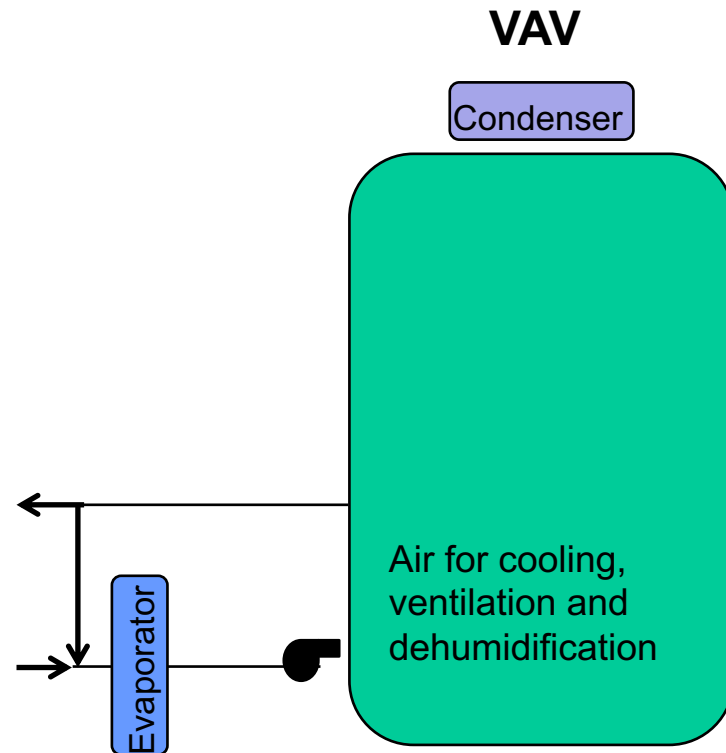 VAV
Condenser
Air for cooling,
ventilation and
dehumidification
Evaporator